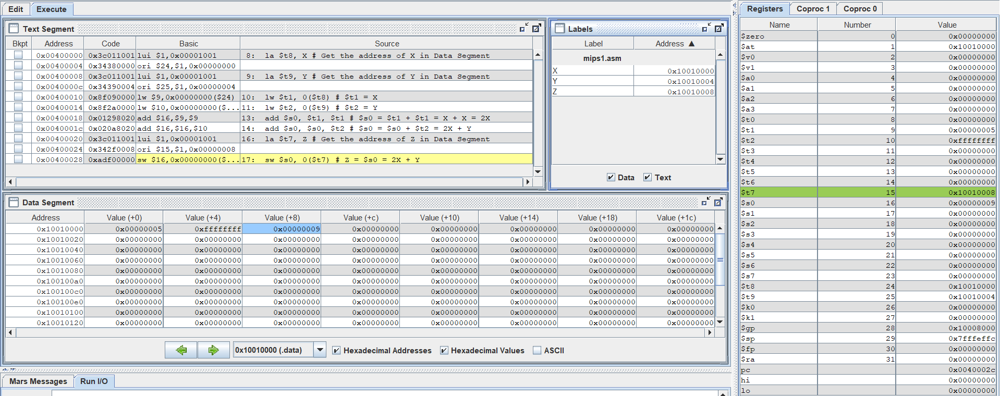 Edit Execute
Text Segment
Bkpt Address Code Basic Source
0x00400000 0x3c011001 lui $1,0x00001001 8: la $t8, X # Get the address of X in Data Segment
0x00400004 0x34380000 ori $24,$1,0x00000000
0x00400008 0x3c011001 lui $1,0x00001001 9: la $t9, Y # Get the address of Y in Data Segment
0x0040000c 0x34390004 ori $25,$1,0x00000004
0x00400010 0x8f090000 lw $9,0x00000000($24) 10: lw $t1, 0($t8) # $t1 = X
0x00400014 0x8f2a0000 lw $10,0x00000000($... 11: lw $t2, 0($t9) # $t2 = Y
0x00400018 0x01298020 add $16,$9,$9 13: add $s0, $t1, $t1 # $s0 = $t1 + $t1 = X + X = 2X
0x0040001c 0x020a8020 add $16,$16,$10 14: add $s0, $s0, $t2 # $s0 = $s0 + $t2 = 2X + Y
0x00400020 0x3c011001 lui $1,0x00001001 16: la $t7, Z # Get the address of Z in Data Segment
0x00400024 0x342f0008 ori $15,$1,0x00000008
0x00400028 0xadf00000 sw $16,0x00000000($... 17: sw $s0, 0($t7) # Z = $s0 = 2X + Y
Labels
Label Address ▲
mips1.asm
X 0x10010000
Y 0x10010004
Z 0x10010008
Data Text
Data Segment
Address Value (+0) Value (+4) Value (+8) Value (+c) Value (+10) Value (+14) Value (+18) Value (+1c)
0x10010000 0x00000005 0xffffffff 0x00000009 0x00000000 0x00000000 0x00000000 0x00000000 0x00000000
0x10010020 0x00000000 0x00000000 0x00000000 0x00000000 0x00000000 0x00000000 0x00000000 0x00000000
0x10010040 0x00000000 0x00000000 0x00000000 0x00000000 0x00000000 0x00000000 0x00000000 0x00000000
0x10010060 0x00000000 0x00000000 0x00000000 0x00000000 0x00000000 0x00000000 0x00000000 0x00000000
0x10010080 0x00000000 0x00000000 0x00000000 0x00000000 0x00000000 0x00000000 0x00000000 0x00000000
0x100100a0 0x00000000 0x00000000 0x00000000 0x00000000 0x00000000 0x00000000 0x00000000 0x00000000
0x100100c0 0x00000000 0x00000000 0x00000000 0x00000000 0x00000000 0x00000000 0x00000000 0x00000000
0x100100e0 0x00000000 0x00000000 0x00000000 0x00000000 0x00000000 0x00000000 0x00000000 0x00000000
0x10010100 0x00000000 0x00000000 0x00000000 0x00000000 0x00000000 0x00000000 0x00000000 0x00000000
0x10010120 0x00000000 0x00000000 0x00000000 0x00000000 0x00000000 0x00000000 0x00000000 0x00000000
0x10010000 (.data) Hexadecimal Addresses Hexadecimal Values ASCII
Mars Messages Run I/O
Registers Coproc 1 Coproc 0
Name Number Value
$zero 0 0x00000000
$at 1 0x10010000
$v0 2 0x00000000
$v1 3 0x00000000
$a0 4 0x00000000
$a1 5 0x00000000
$a2 6 0x00000000
$a3 7 0x00000000
$t0 8 0x00000000
$t1 9 0x00000005
$t2 10 0xffffffff
$t3 11 0x00000000
$t4 12 0x00000000
$t5 13 0x00000000
$t6 14 0x00000000
$t7 15 0x10010008
$s0 16 0x00000009
$s1 17 0x00000000
$s2 18 0x00000000
$s3 19 0x00000000
$s4 20 0x00000000
$s5 21 0x00000000
$s6 22 0x00000000
$s7 23 0x00000000
$t8 24 0x10010000
$t9 25 0x10010004
$k0 26 0x00000000
$k1 27 0x00000000
$gp 28 0x10008000
$sp 29 0x7fffeffc
$fp 30 0x00000000
$ra 31 0x00000000
pc 0x0040002c
hi 0x00000000
lo 0x00000000